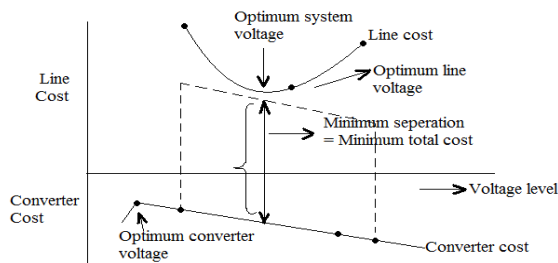 Optimum system
voltage
Line cost
Line
Cost
Optimum line
voltage
Minimum seperation
= Minimum total cost
Converter
Cost
Voltage level
Optimum converter
voltage
Converter cost